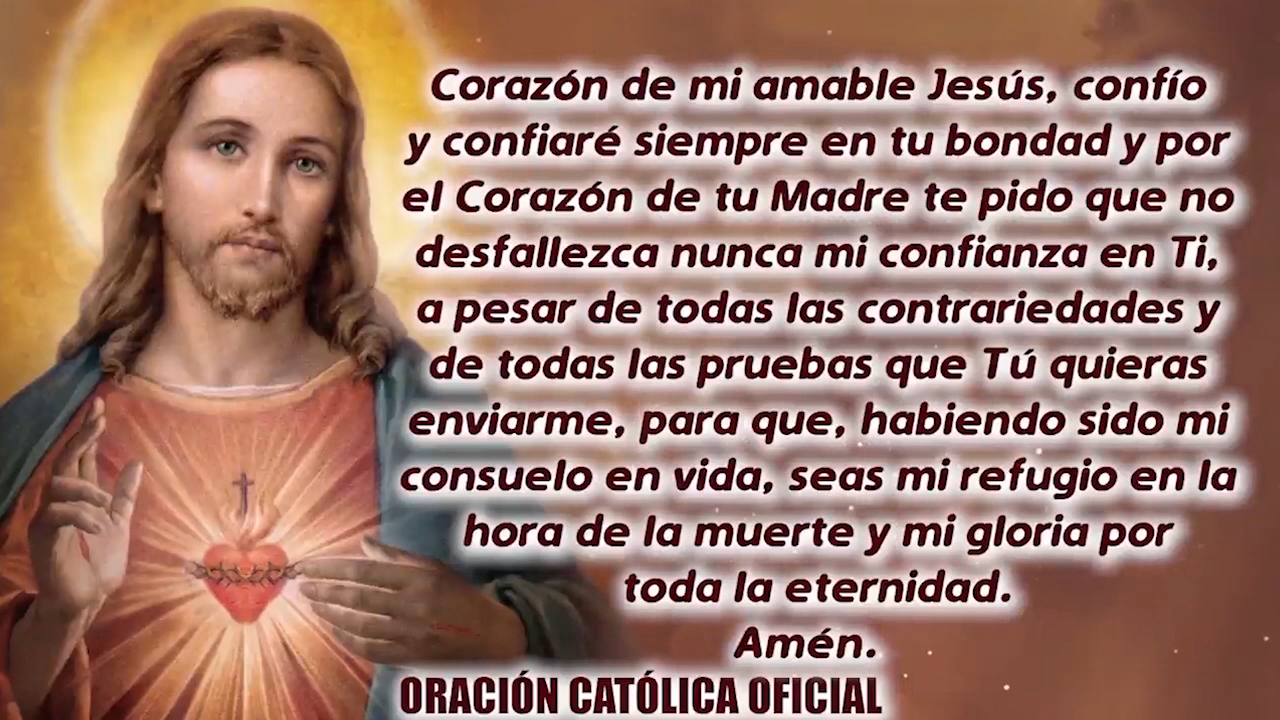 Corazón de mi amable Jesús, confío
y confiaré siempre en tu bondad y por
el Corazón de tu Madre te pido que no
desfallezca nunca mi confianza en Ti,
a pesar de todas las contrariedades y
de todas las pruebas que Tú quieras
enviarme, para que, habiendo sido mi
consuelo en vida, seas mi refugio en la
hora de la muerte y mi gloria por
toda la eternidad.
Amén.
ORACIÓN CATÓLICA OFICIAL